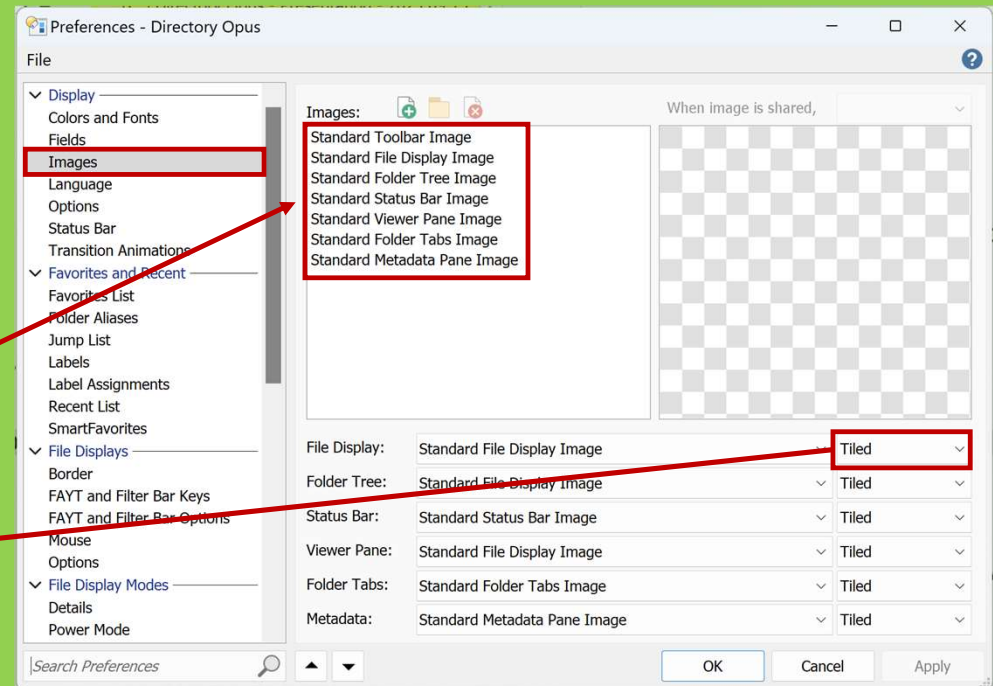 Preferences - Directory Opus
File
Display
Colors and Fonts
Fields
Images
Language
Options
Status Bar
Transition Animations
Favorites and Recent
Favorites List
Folder Aliases
Jump List
Labels
Label Assignments
Recent List
SmartFavorites
File Displays
Border
FAYT and Filter Bar Keys
FAYT and Filter Bar Options
Mouse
Options
File Display Modes
Details
Power Mode
Search Preferences
Images:
When image is shared,
Standard Toolbar Image
Standard File Display Image
Standard Folder Tree Image
Standard Status Bar Image
Standard Viewer Pane Image
Standard Folder Tabs Image
Standard Metadata Pane Image
File Display: Standard File Display Image Tiled
Folder Tree: Standard File Display Image Tiled
Status Bar: Standard Status Bar Image Tiled
Viewer Pane: Standard File Display Image Tiled
Folder Tabs: Standard Folder Tabs Image Tiled
Metadata: Standard Metadata Pane Image Tiled
OK Cancel Apply